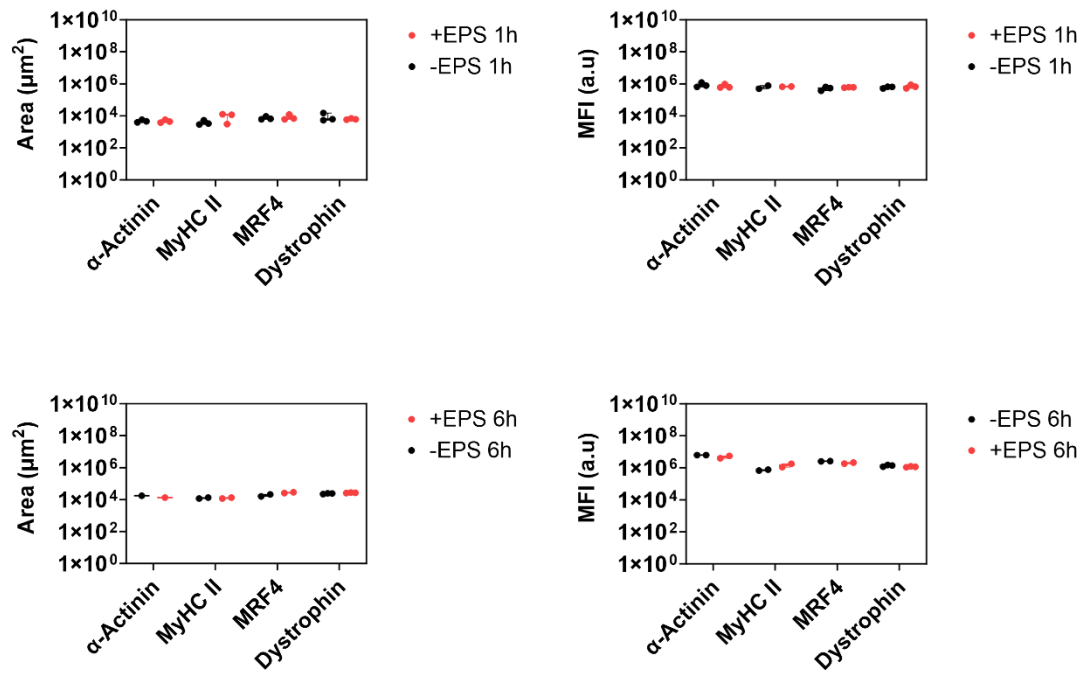 Area (µm²)
1×10¹⁰
1×10⁸
1×10⁶
1×10⁴
1×10²
1×10⁰
α-Actinin
MyHC II
MRF4
Dystrophin
+EPS 1h
-EPS 1h
MFI (a.u)
1×10¹⁰
1×10⁸
1×10⁶
1×10⁴
1×10²
1×10⁰
α-Actinin
MyHC II
MRF4
Dystrophin
+EPS 1h
-EPS 1h
Area (µm²)
1×10¹⁰
1×10⁸
1×10⁶
1×10⁴
1×10²
1×10⁰
α-Actinin
MyHC II
MRF4
Dystrophin
+EPS 6h
-EPS 6h
MFI (a.u)
1×10¹⁰
1×10⁸
1×10⁶
1×10⁴
1×10²
1×10⁰
α-Actinin
MyHC II
MRF4
Dystrophin
-EPS 6h
+EPS 6h